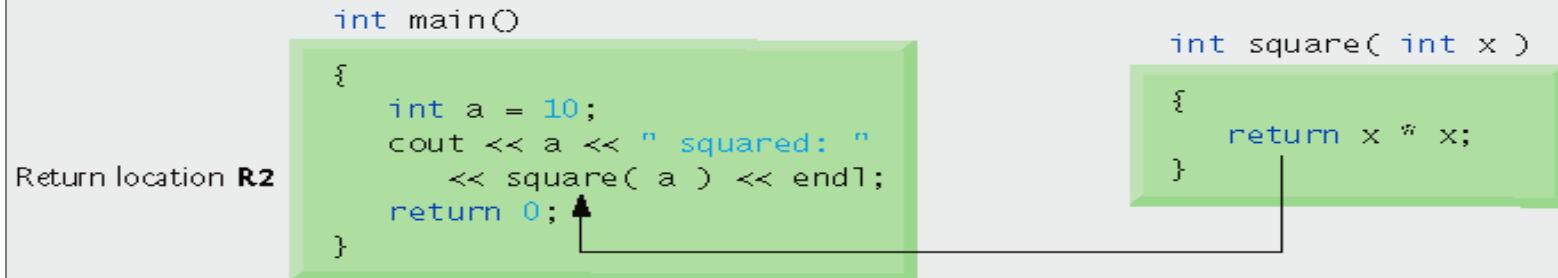 int main()
{
int a = 10;
cout << a << " squared: "
Return location R2
<< square( a ) << endl;
return 0;
}
int square( int x )
{
return x * x;
}